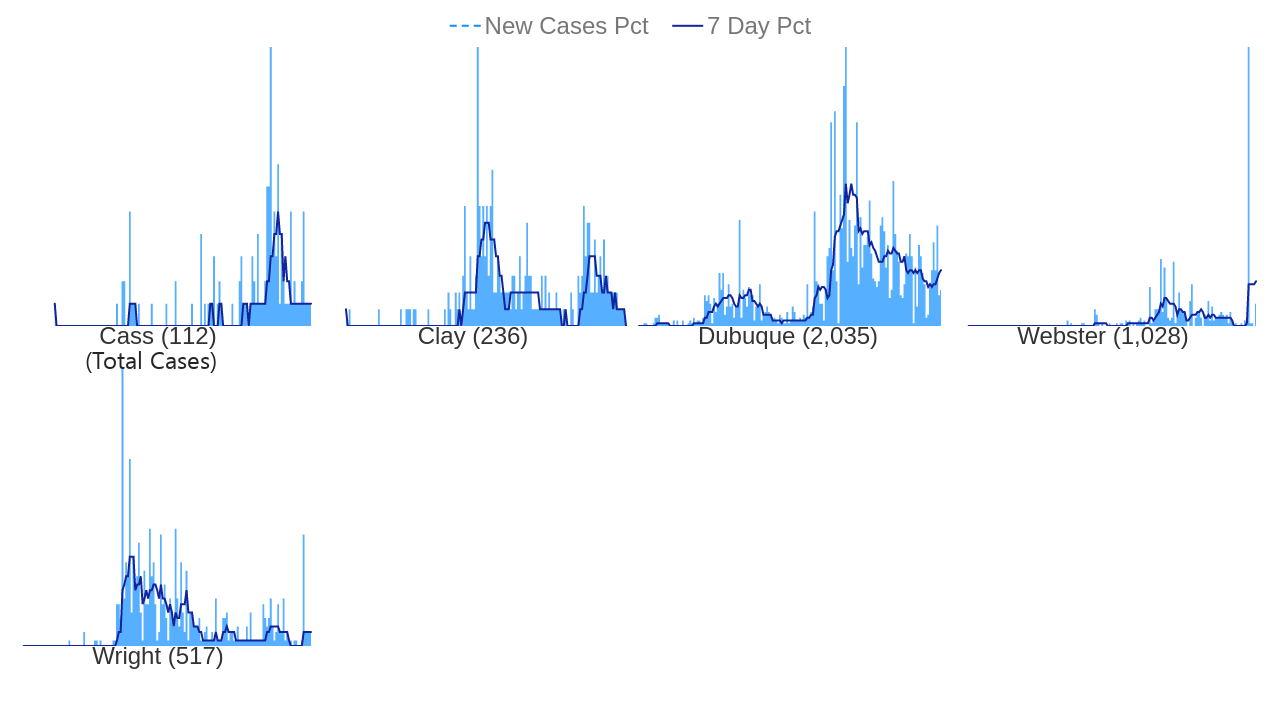 New Cases Pct 7 Day Pct
Cass (112) Clay (236) Dubuque (2,035) Webster (1,028)
(Total Cases)
Wright (517)